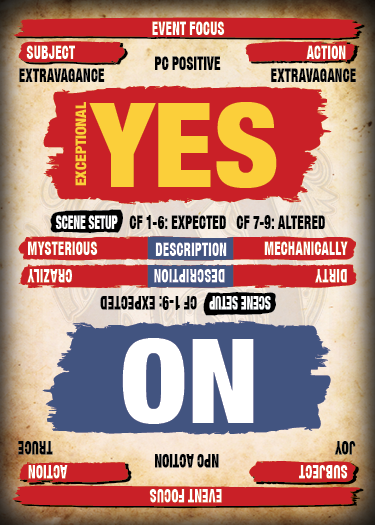 EVENT FOCUS
SUBJECT PC POSITIVE ACTION
EXTRAVAGANCE EXTRAVAGANCE
EXCEPTIONAL
YES
SCENE SETUP CF 1-6: EXPECTED CF 7-9: ALTERED
MYSTERIOUS DESCRIPTION MECHANICALLY
EVENT FOCUS
SUBJECT NPC ACTION ACTION
JOY TRUCE
NO
SCENE SETUP CF 1-9: EXPECTED
DIRTY DESCRIPTION CRAZILY